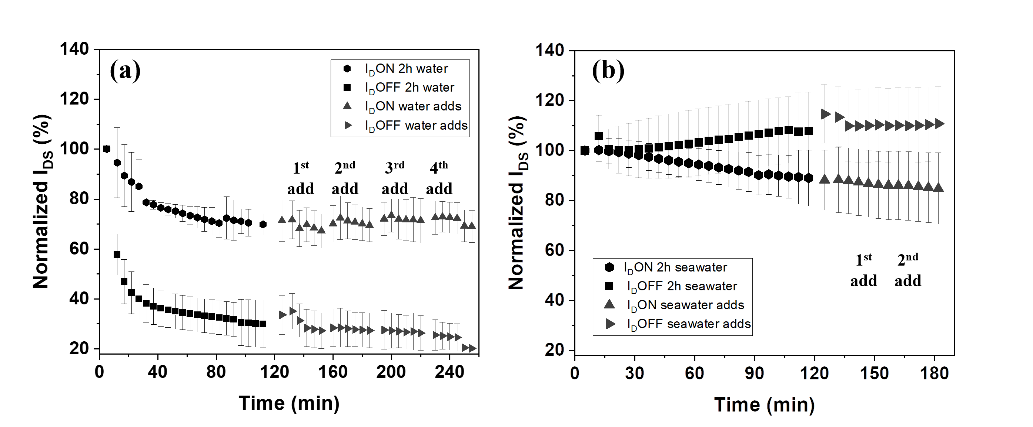 140
120
100
80
60
40
20
0 40 80 120 160 200 240
Time (min)
Normalized I_DS (%)
(a)
I_DON 2h water
I_DOFF 2h water
I_DON water adds
I_DOFF water adds
1st add
2nd add
3rd add
4th add
140
120
100
80
60
40
20
0 30 60 90 120 150 180
Time (min)
Normalized I_DS (%)
(b)
1st add
2nd add
I_DON 2h seawater
I_DOFF 2h seawater
I_DON seawater adds
I_DOFF seawater adds